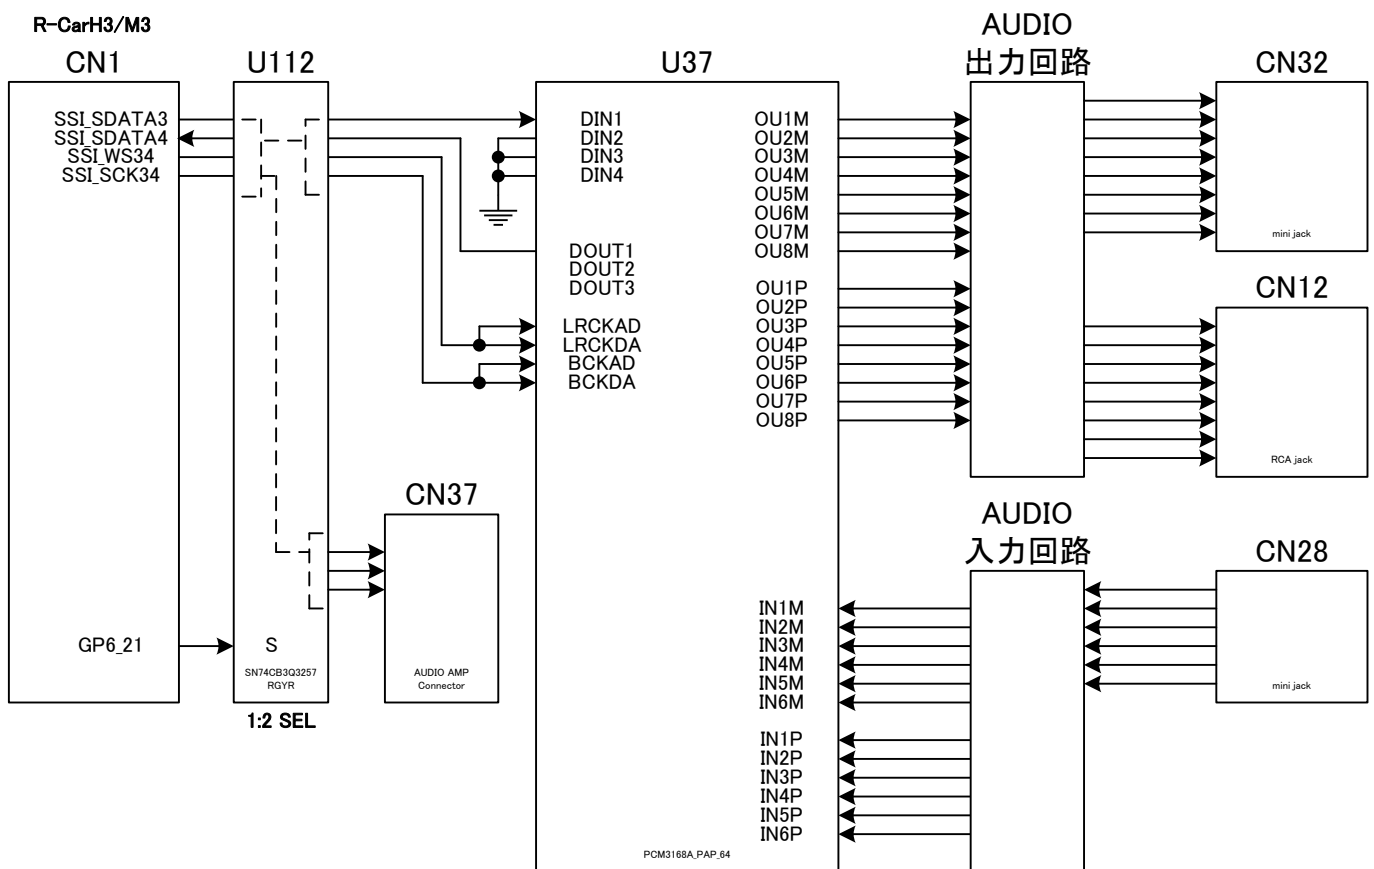 R-CarH3/M3
CN1
SSI_SDATA3
SSI_SDATA4
SSI_WS34
SSI_SCK34
GP6_21
U112
S
SN74CB3Q3257
RGYR
1:2 SEL
CN37
AUDIO AMP
Connector
U37
DIN1
DIN2
DIN3
DIN4
DOUT1
DOUT2
DOUT3
LRCKAD
LRCKDA
BCKAD
BCKDA
OU1M
OU2M
OU3M
OU4M
OU5M
OU6M
OU7M
OU8M
OU1P
OU2P
OU3P
OU4P
OU5P
OU6P
OU7P
OU8P
IN1M
IN2M
IN3M
IN4M
IN5M
IN6M
IN1P
IN2P
IN3P
IN4P
IN5P
IN6P
PCM3168A_PAP_64
AUDIO
出力回路
CN32
mini jack
CN12
RCA jack
AUDIO
入力回路
CN28
mini jack